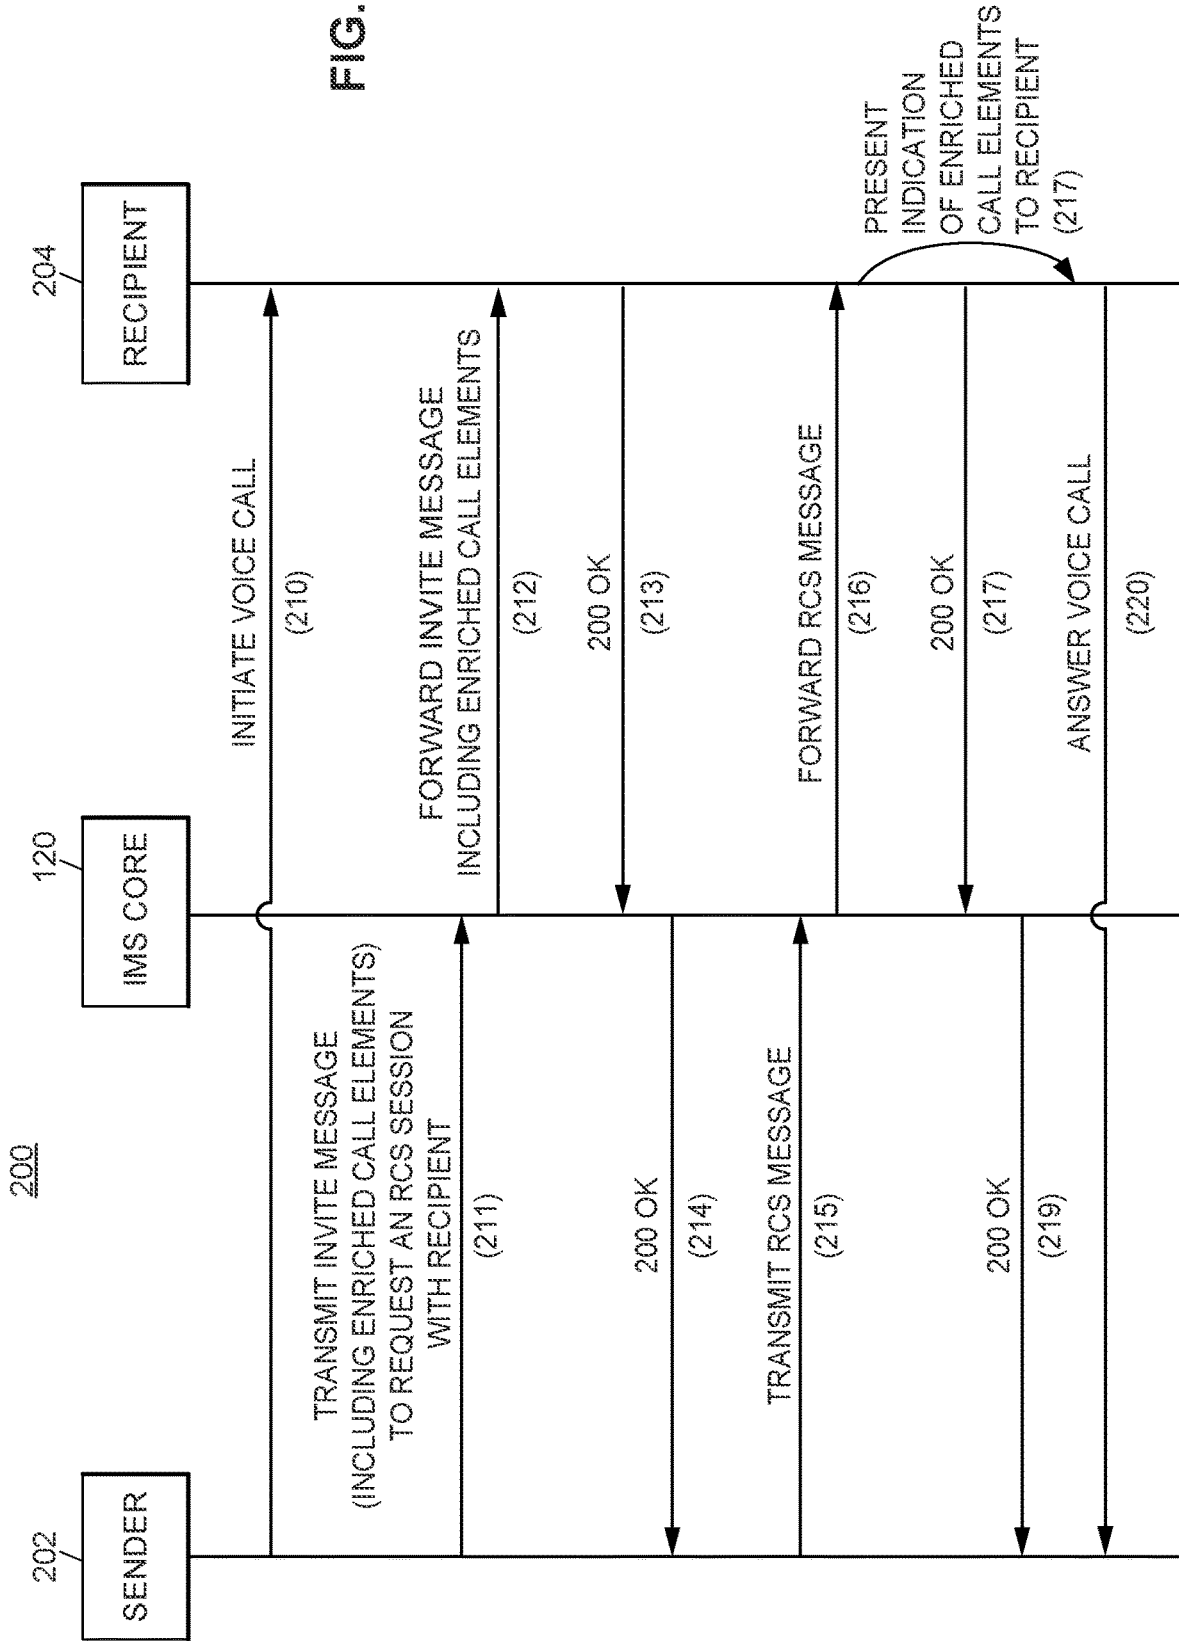 200
202
SENDER
120
IMS CORE
204
RECIPIENT
INITIATE VOICE CALL
(210)
TRANSMIT INVITE MESSAGE
(INCLUDING ENRICHED CALL ELEMENTS)
TO REQUEST AN RCS SESSION
WITH RECIPIENT
(211)
FORWARD INVITE MESSAGE
INCLUDING ENRICHED CALL ELEMENTS
(212)
200 OK
(213)
200 OK
(214)
TRANSMIT RCS MESSAGE
(215)
FORWARD RCS MESSAGE
(216)
PRESENT
INDICATION
OF ENRICHED
CALL ELEMENTS
TO RECIPIENT
(217)
200 OK
(217)
200 OK
(219)
ANSWER VOICE CALL
(220)
FIG.